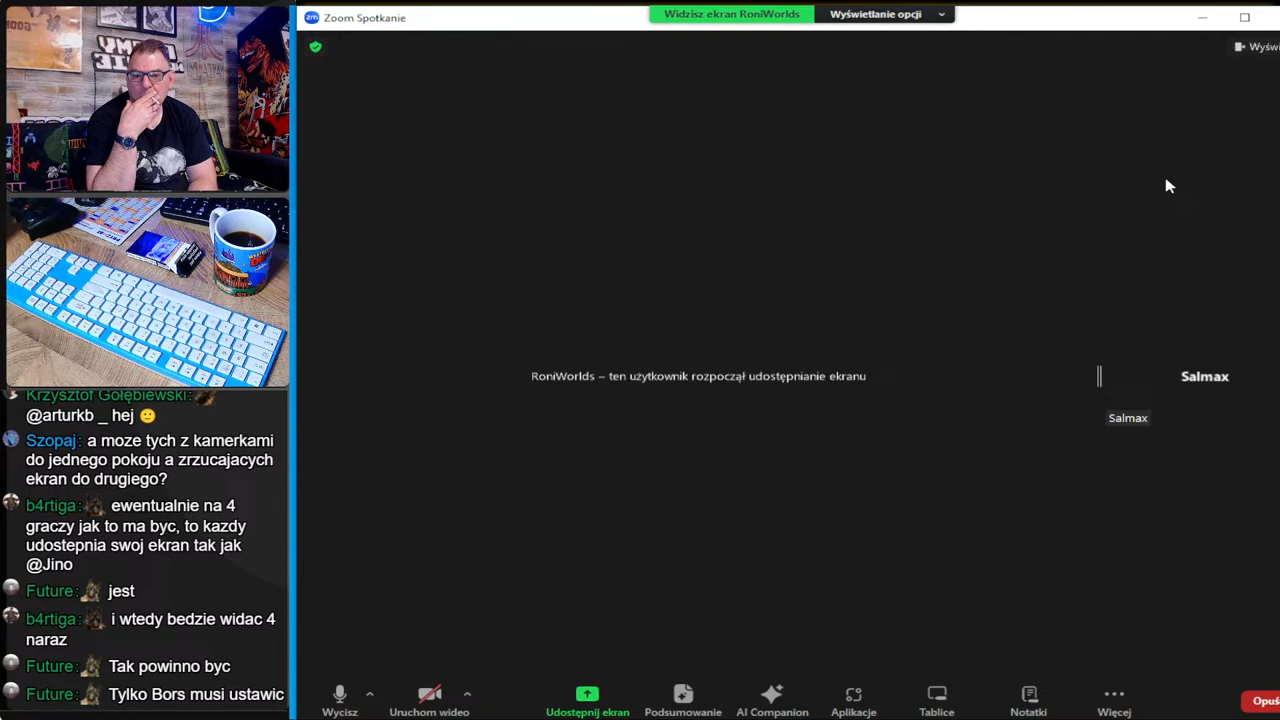 Zoom Spotkanie
Widzisz ekran RoniWorlds
Wyświetlanie opcji
Wyświ
RoniWorlds – ten użytkownik rozpoczął udostępnianie ekranu
Salmax
Salmax
Krzysztof Gołębiewski:
@arturkb _ hej 🙂
Szopaj: a moze tych z kamerkami
do jednego pokoju a zrzucajacych
ekran do drugiego?
b4rtiga: ewentualnie na 4
graczy jak to ma byc, to kazdy
udostepnia swoj ekran tak jak
@Jino
Future: jest
b4rtiga: i wtedy bedzie widac 4
naraz
Future: Tak powinno byc
Future: Tylko Bors musi ustawic
Wycisz
Uruchom wideo
Udostępnij ekran
Podsumowanie
AI Companion
Aplikacje
Tablice
Notatki
Więcej
Opuś